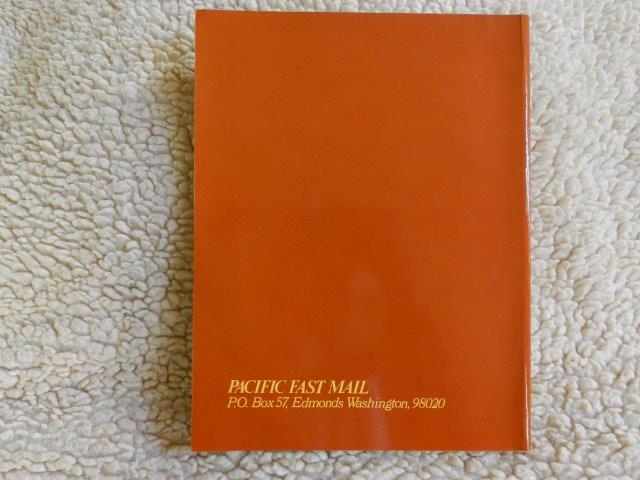 PACIFIC FAST MAIL
P.O. Box 57, Edmonds Washington, 98020